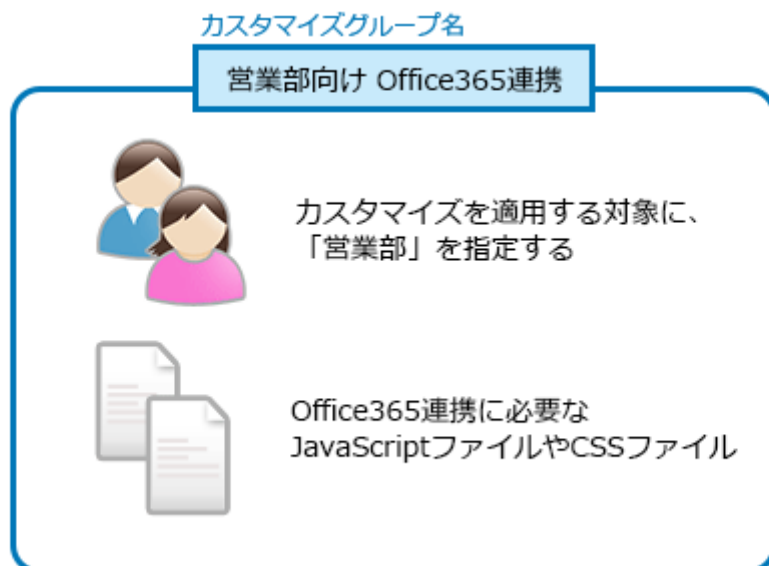 カスタマイズグループ名
営業部向け Office365連携
カスタマイズを適用する対象に、
「営業部」を指定する
Office365連携に必要な
JavaScriptファイルやCSSファイル